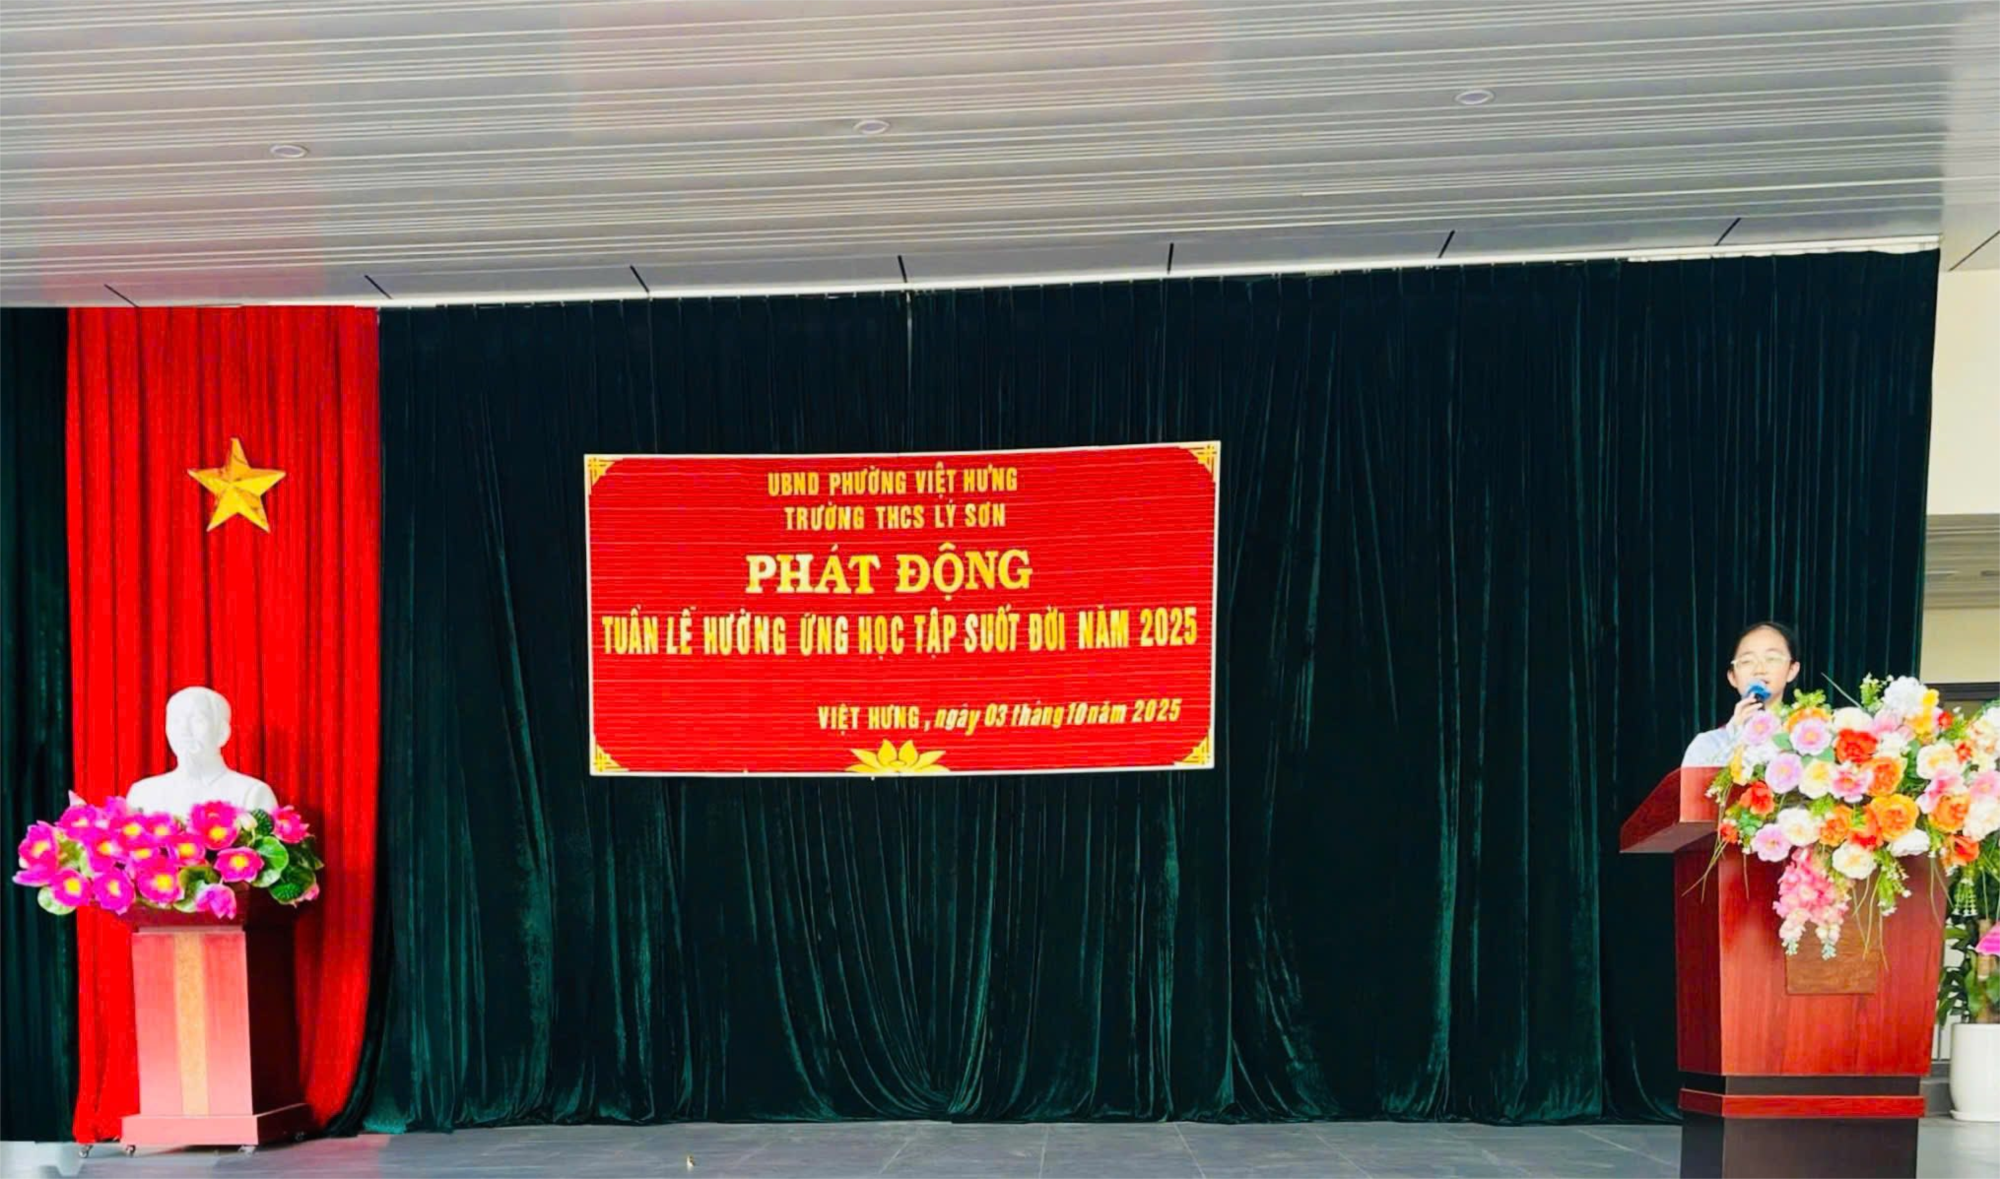 UBND PHƯỜNG VIỆT HƯNG
TRƯỜNG THCS LÝ SƠN
PHÁT ĐỘNG
TUẦN LỄ HƯỞNG ỨNG HỌC TẬP SUỐT ĐỜI NĂM 2025
VIỆT HƯNG, ngày 03 tháng 10 năm 2025